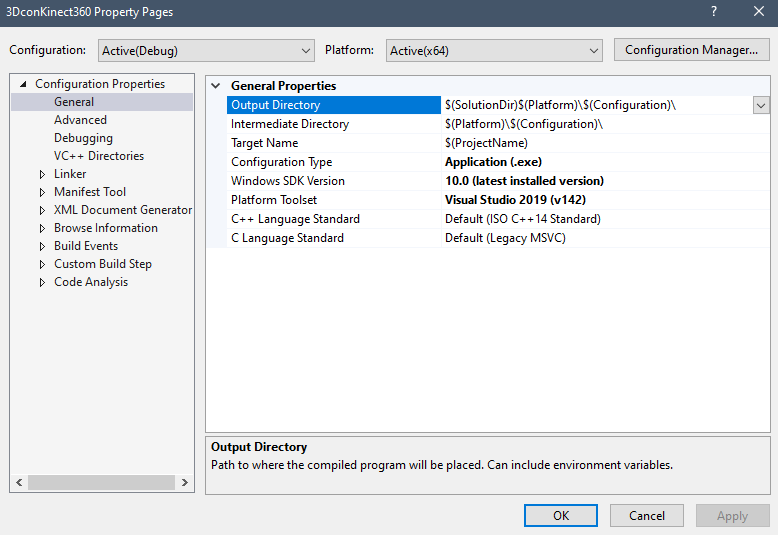 3DconKinect360 Property Pages
? ×
Configuration: Active(Debug) Platform: Active(x64) Configuration Manager...
Configuration Properties
General
Advanced
Debugging
VC++ Directories
Linker
Manifest Tool
XML Document Generator
Browse Information
Build Events
Custom Build Step
Code Analysis
General Properties
Output Directory $(SolutionDir)$(Platform)\$(Configuration)\
Intermediate Directory $(Platform)\$(Configuration)\
Target Name $(ProjectName)
Configuration Type Application (.exe)
Windows SDK Version 10.0 (latest installed version)
Platform Toolset Visual Studio 2019 (v142)
C++ Language Standard Default (ISO C++14 Standard)
C Language Standard Default (Legacy MSVC)
Output Directory
Path to where the compiled program will be placed. Can include environment variables.
OK Cancel Apply